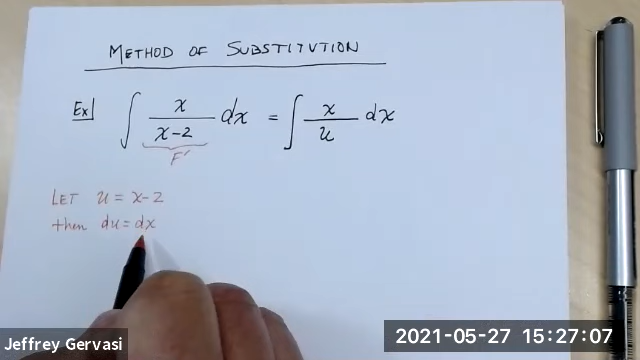 METHOD OF SUBSTITUTION
Ex] ∫ x/(x-2) dx = ∫ x/u dx
F'
LET u = x-2
then du = dx
Jeffrey Gervasi
2021-05-27 15:27:07